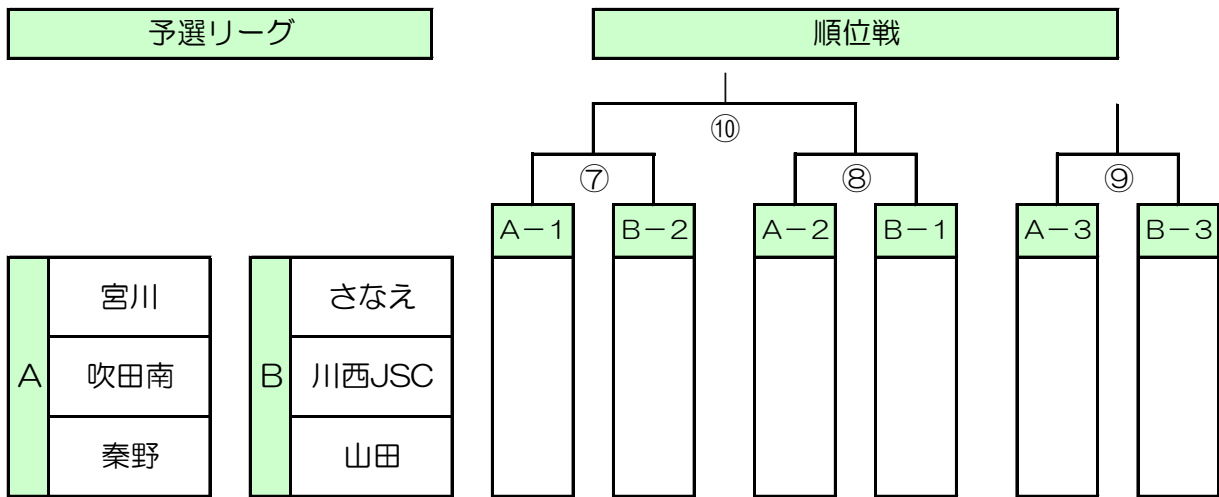 予選リーグ
順位戦
⑩
⑦
⑧
⑨
A－1
B－2
A－2
B－1
A－3
B－3
A
宮川
吹田南
秦野
B
さなえ
川西JSC
山田